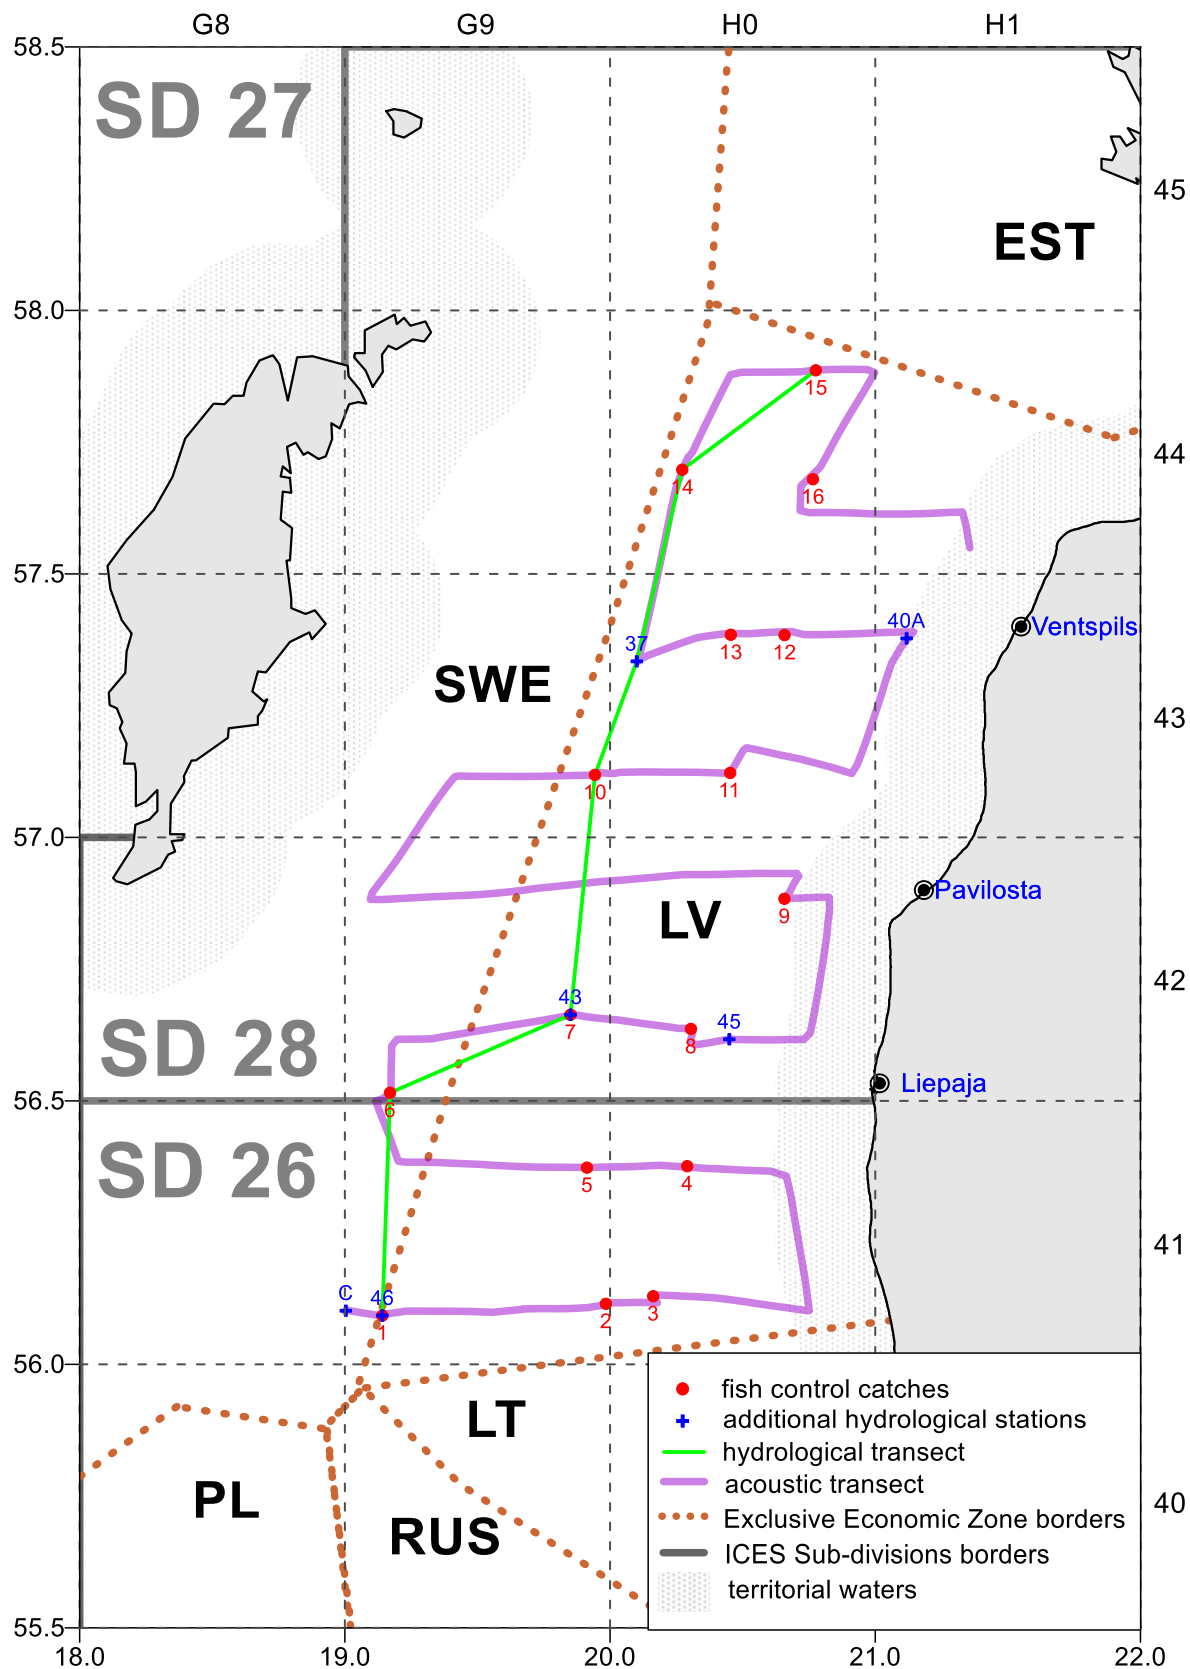 G8 G9 H0 H1
58.5
SD 27
45
EST
58.0
15
44
14
16
57.5
40A
37
Ventspils
13 12
SWE
43
10
11
57.0
Pavilosta
9
LV
42
43
45
7
8
SD 28
Liepaja
56.5
6
SD 26
5
4
41
C
46
1
2
3
56.0
fish control catches
LT
additional hydrological stations
hydrological transect
acoustic transect
PL
40
Exclusive Economic Zone borders
RUS
ICES Sub-divisions borders
territorial waters
55.5
18.0 19.0 20.0 21.0 22.0